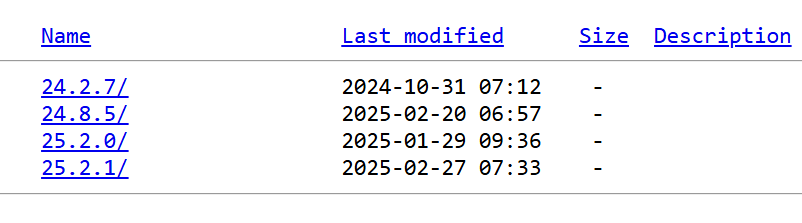 Name Last modified Size Description
24.2.7/ 2024-10-31 07:12 -
24.8.5/ 2025-02-20 06:57 -
25.2.0/ 2025-01-29 09:36 -
25.2.1/ 2025-02-27 07:33 -